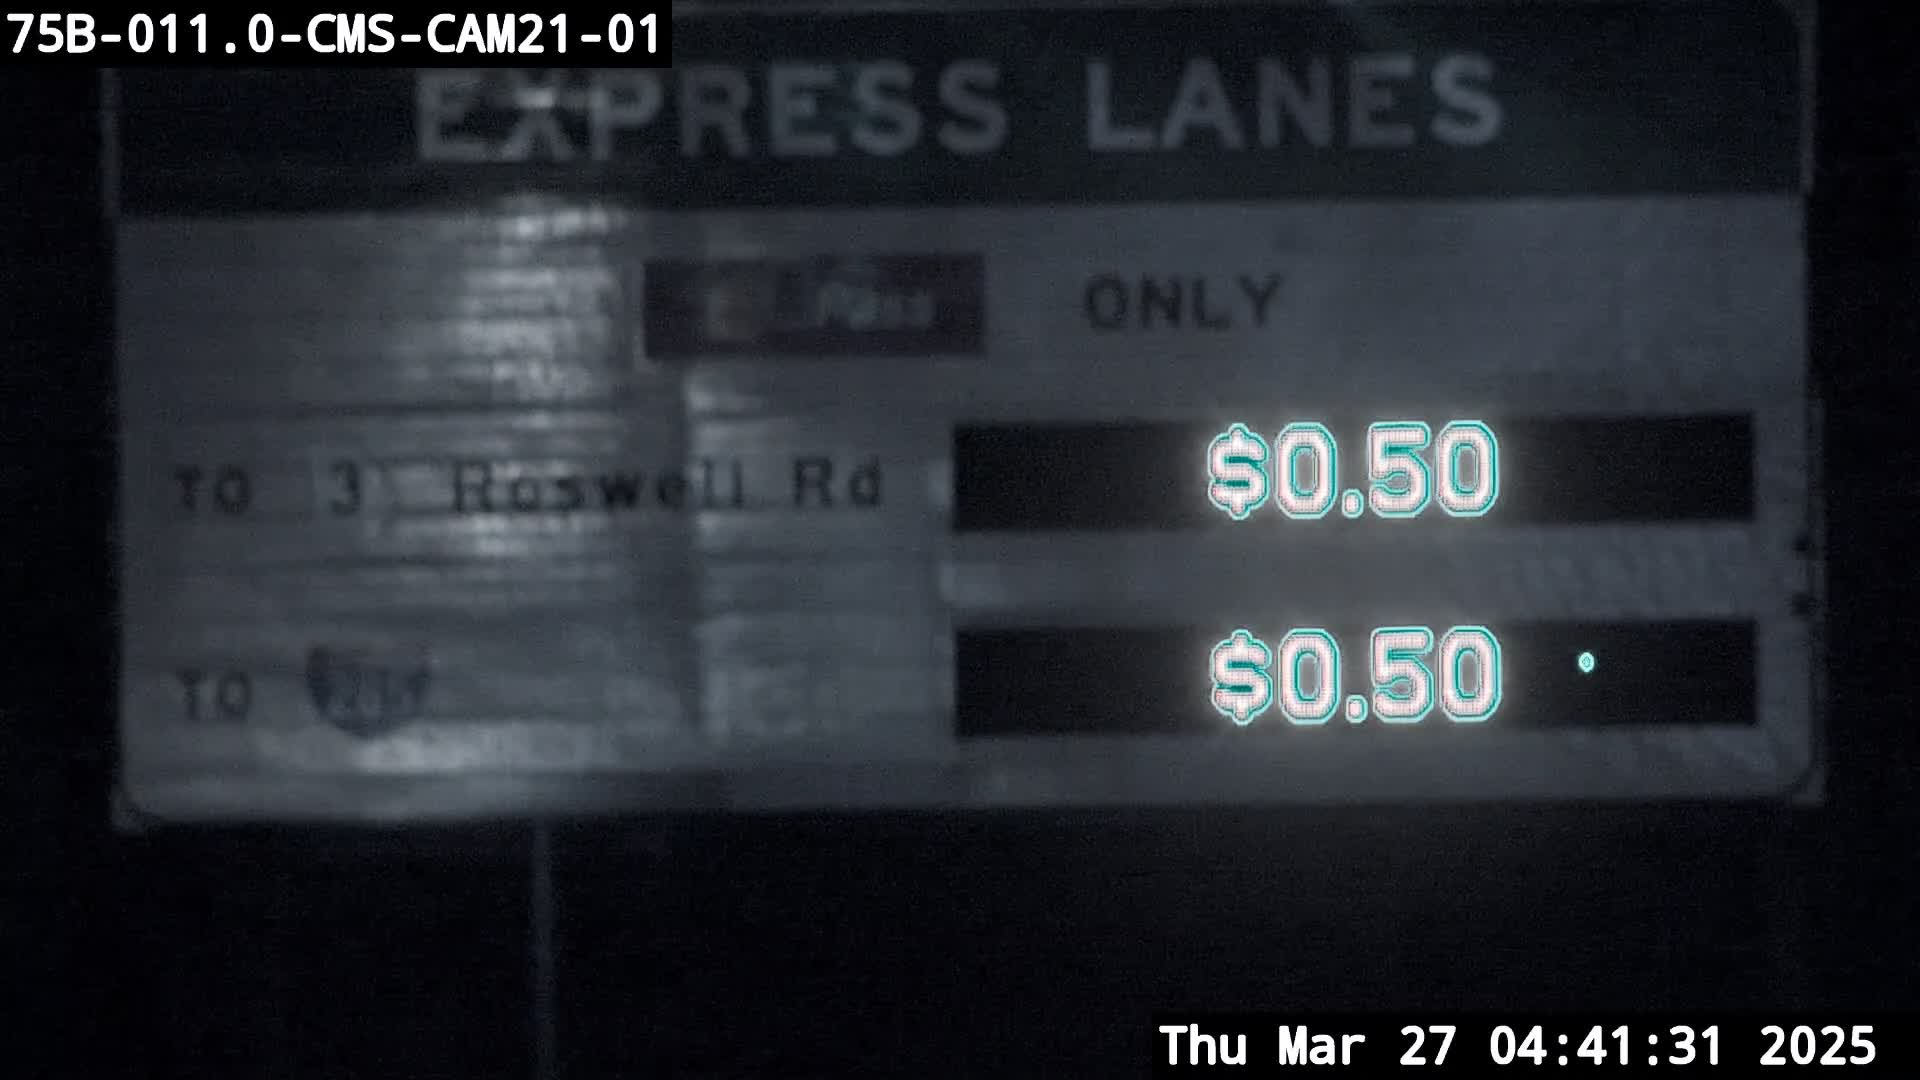 75B-011.0-CMS-CAM21-01
EXPRESS LANES
Pass ONLY
TO 3 Roswell Rd $0.50
TO $0.50
Thu Mar 27 04:41:31 2025